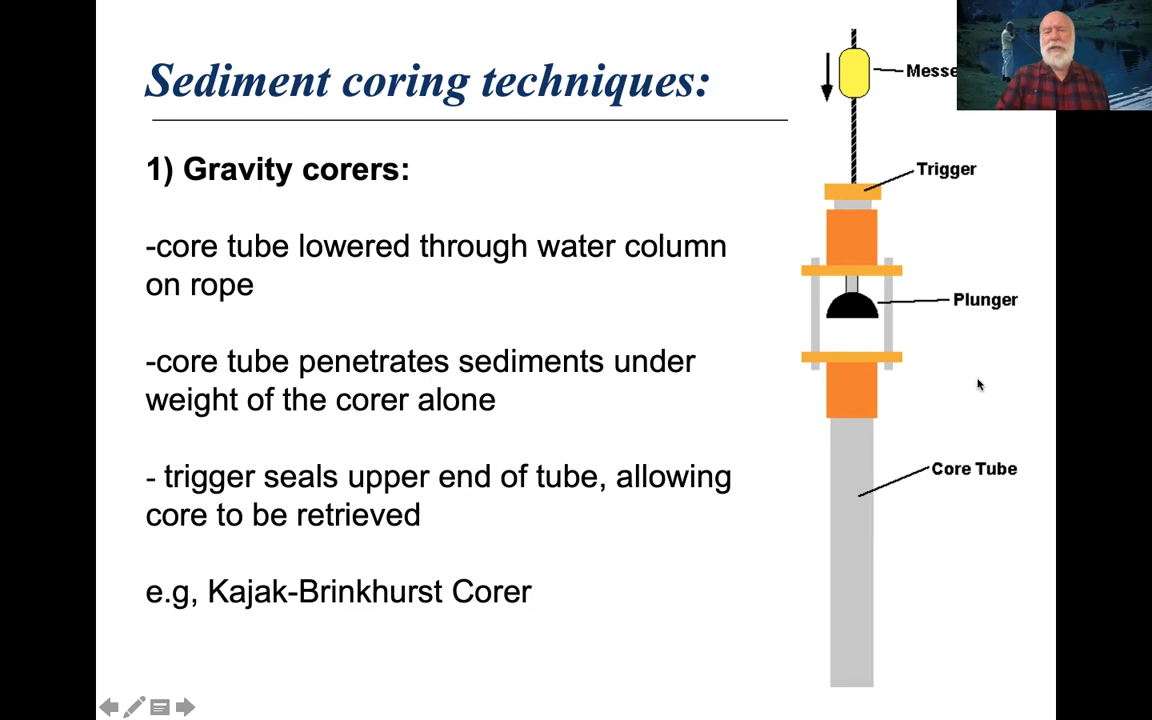 Sediment coring techniques:
1) Gravity corers:
-core tube lowered through water column
on rope
-core tube penetrates sediments under
weight of the corer alone
- trigger seals upper end of tube, allowing
core to be retrieved
e.g, Kajak-Brinkhurst Corer
Trigger
Plunger
Core Tube